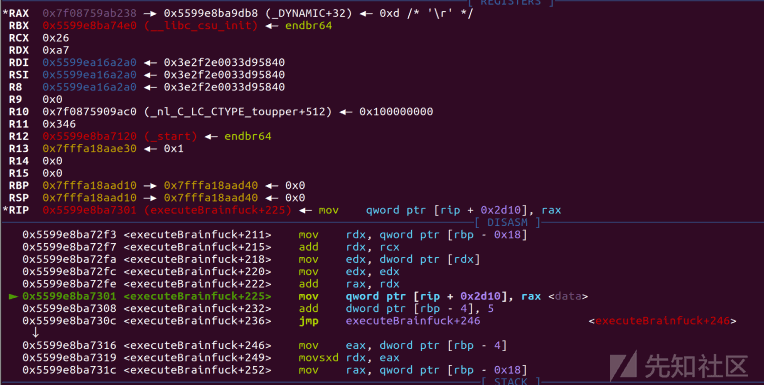 [ REGISTERS ]
*RAX 0x7f08759ab238 → 0x5599e8ba9db8 (_DYNAMIC+32) ← 0xd /* '\r' */
RBX 0x5599e8ba74e0 (__libc_csu_init) ← endbr64
RCX 0x26
RDX 0xa7
RDI 0x5599ea16a2a0 ← 0x3e2f2e0033d95840
RSI 0x5599ea16a2a0 ← 0x3e2f2e0033d95840
R8 0x5599ea16a2a0 ← 0x3e2f2e0033d95840
R9 0x0
R10 0x7f0875909ac0 (_nl_C_LC_CTYPE_toupper+512) ← 0x100000000
R11 0x346
R12 0x5599e8ba7120 (_start) ← endbr64
R13 0x7fffa18aae30 ← 0x1
R14 0x0
R15 0x0
RBP 0x7fffa18aad10 → 0x7fffa18aad40 ← 0x0
RSP 0x7fffa18aad10 → 0x7fffa18aad40 ← 0x0
*RIP 0x5599e8ba7301 (executeBrainfuck+225) ← mov qword ptr [rip + 0x2d10], rax
[ DISASM ]
0x5599e8ba72f3 <executeBrainfuck+211> mov rdx, qword ptr [rbp - 0x18]
0x5599e8ba72f7 <executeBrainfuck+215> add rdx, rcx
0x5599e8ba72fa <executeBrainfuck+218> mov edx, dword ptr [rdx]
0x5599e8ba72fc <executeBrainfuck+220> mov edx, edx
0x5599e8ba72fe <executeBrainfuck+222> add rax, rdx
► 0x5599e8ba7301 <executeBrainfuck+225> mov qword ptr [rip + 0x2d10], rax <data>
0x5599e8ba7308 <executeBrainfuck+232> add dword ptr [rbp - 4], 5
0x5599e8ba730c <executeBrainfuck+236> jmp executeBrainfuck+246 <executeBrainfuck+246>
↓
0x5599e8ba7316 <executeBrainfuck+246> mov eax, dword ptr [rbp - 4]
0x5599e8ba7319 <executeBrainfuck+249> movsxd rdx, eax
0x5599e8ba731c <executeBrainfuck+252> mov rax, qword ptr [rbp - 0x18]
[ STACK ]
先知社区